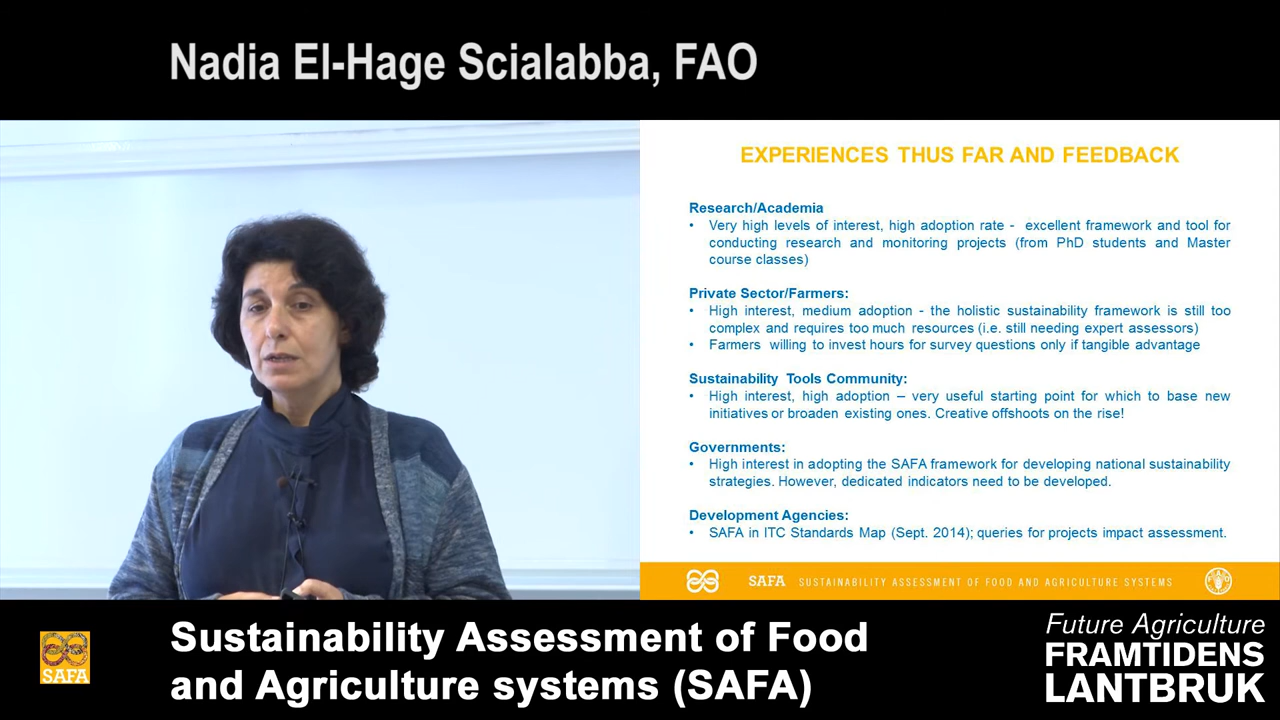 Nadia El-Hage Scialabba, FAO
EXPERIENCES THUS FAR AND FEEDBACK
Research/Academia
• Very high levels of interest, high adoption rate - excellent framework and tool for
conducting research and monitoring projects (from PhD students and Master
course classes)
Private Sector/Farmers:
• High interest, medium adoption - the holistic sustainability framework is still too
complex and requires too much resources (i.e. still needing expert assessors)
• Farmers willing to invest hours for survey questions only if tangible advantage
Sustainability Tools Community:
• High interest, high adoption – very useful starting point for which to base new
initiatives or broaden existing ones. Creative offshoots on the rise!
Governments:
• High interest in adopting the SAFA framework for developing national sustainability
strategies. However, dedicated indicators need to be developed.
Development Agencies:
• SAFA in ITC Standards Map (Sept. 2014); queries for projects impact assessment.
SAFA SUSTAINABILITY ASSESSMENT OF FOOD AND AGRICULTURE SYSTEMS
SAFA
Sustainability Assessment of Food
and Agriculture systems (SAFA)
Future Agriculture
FRAMTIDENS
LANTBRUK